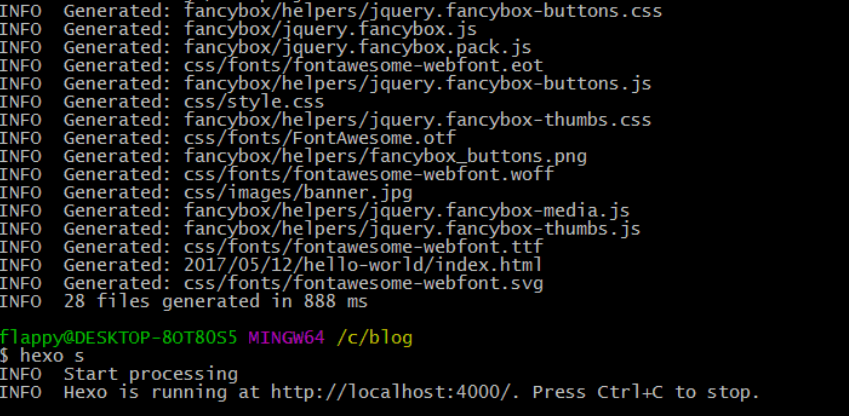 INFO  Generated: fancybox/helpers/jquery.fancybox-buttons.css
INFO  Generated: fancybox/jquery.fancybox.js
INFO  Generated: fancybox/jquery.fancybox.pack.js
INFO  Generated: css/fonts/fontawesome-webfont.eot
INFO  Generated: fancybox/helpers/jquery.fancybox-buttons.js
INFO  Generated: css/style.css
INFO  Generated: fancybox/helpers/jquery.fancybox-thumbs.css
INFO  Generated: css/fonts/FontAwesome.otf
INFO  Generated: fancybox/helpers/fancybox_buttons.png
INFO  Generated: css/fonts/fontawesome-webfont.woff
INFO  Generated: css/images/banner.jpg
INFO  Generated: fancybox/helpers/jquery.fancybox-media.js
INFO  Generated: fancybox/helpers/jquery.fancybox-thumbs.js
INFO  Generated: css/fonts/fontawesome-webfont.ttf
INFO  Generated: 2017/05/12/hello-world/index.html
INFO  Generated: css/fonts/fontawesome-webfont.svg
INFO  28 files generated in 888 ms
flappy@DESKTOP-8OT8OS5 MINGW64 /c/blog
$ hexo s
INFO  Start processing
INFO  Hexo is running at http://localhost:4000/. Press Ctrl+C to stop.